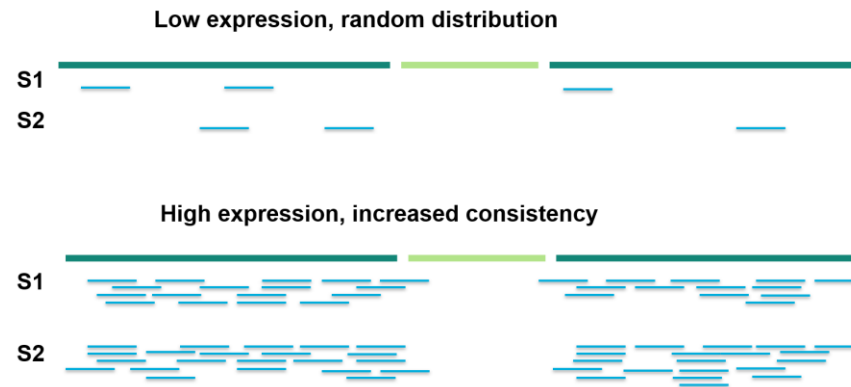 Low expression, random distribution
S1
S2
High expression, increased consistency
S1
S2